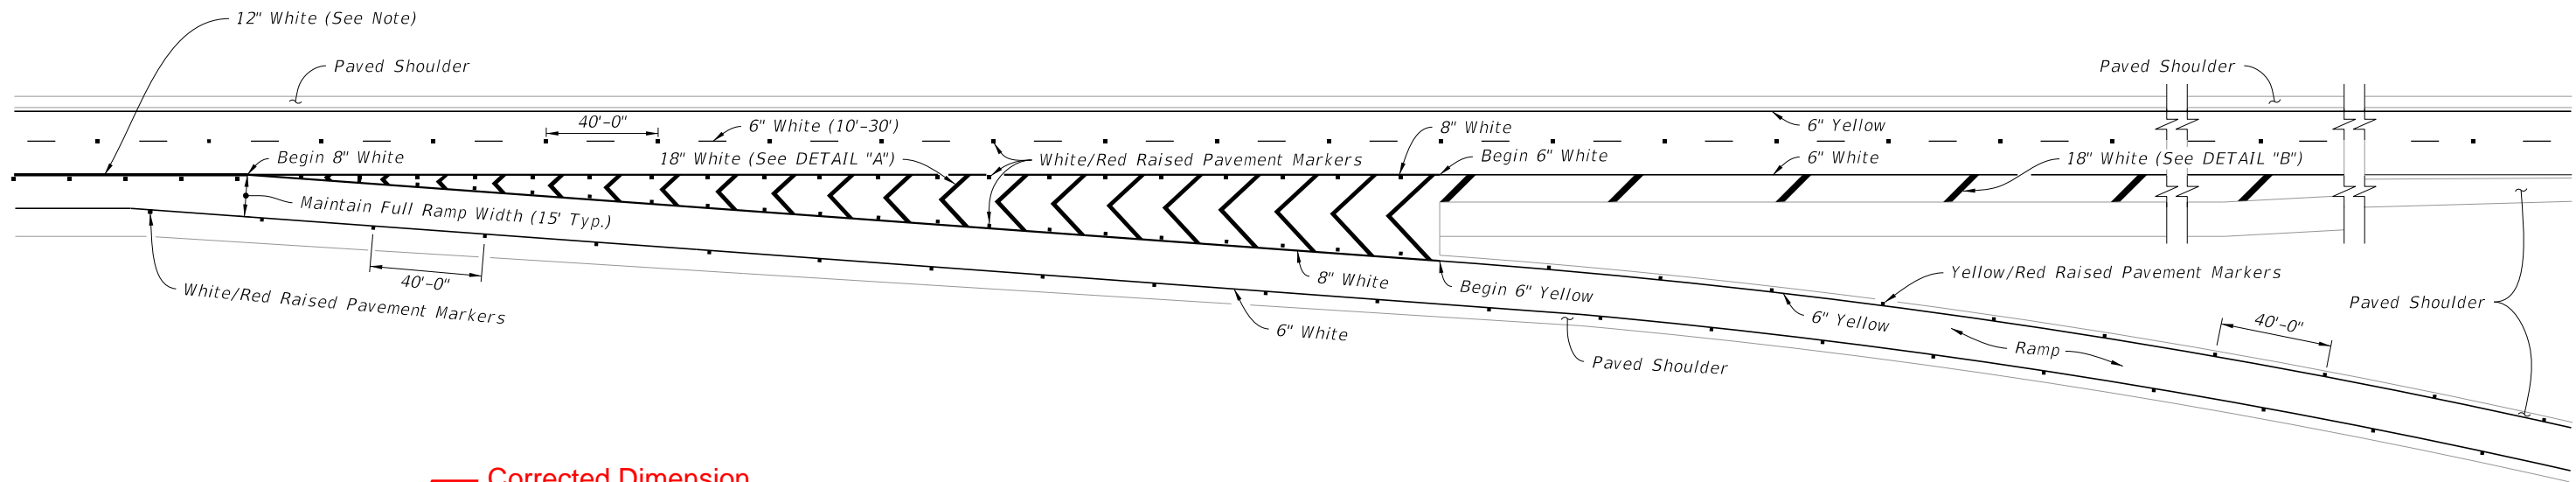 12" White (See Note)
Paved Shoulder
Paved Shoulder
40'-0"
6" White (10'-30')
8" White
6" Yellow
Begin 8" White
18" White (See DETAIL "A")
White/Red Raised Pavement Markers
Begin 6" White
6" White
18" White (See DETAIL "B")
Maintain Full Ramp Width (15' Typ.)
40'-0"
White/Red Raised Pavement Markers
8" White
Begin 6" Yellow
6" White
Yellow/Red Raised Pavement Markers
6" Yellow
Paved Shoulder
40'-0"
Ramp
Paved Shoulder
Corrected Dimension